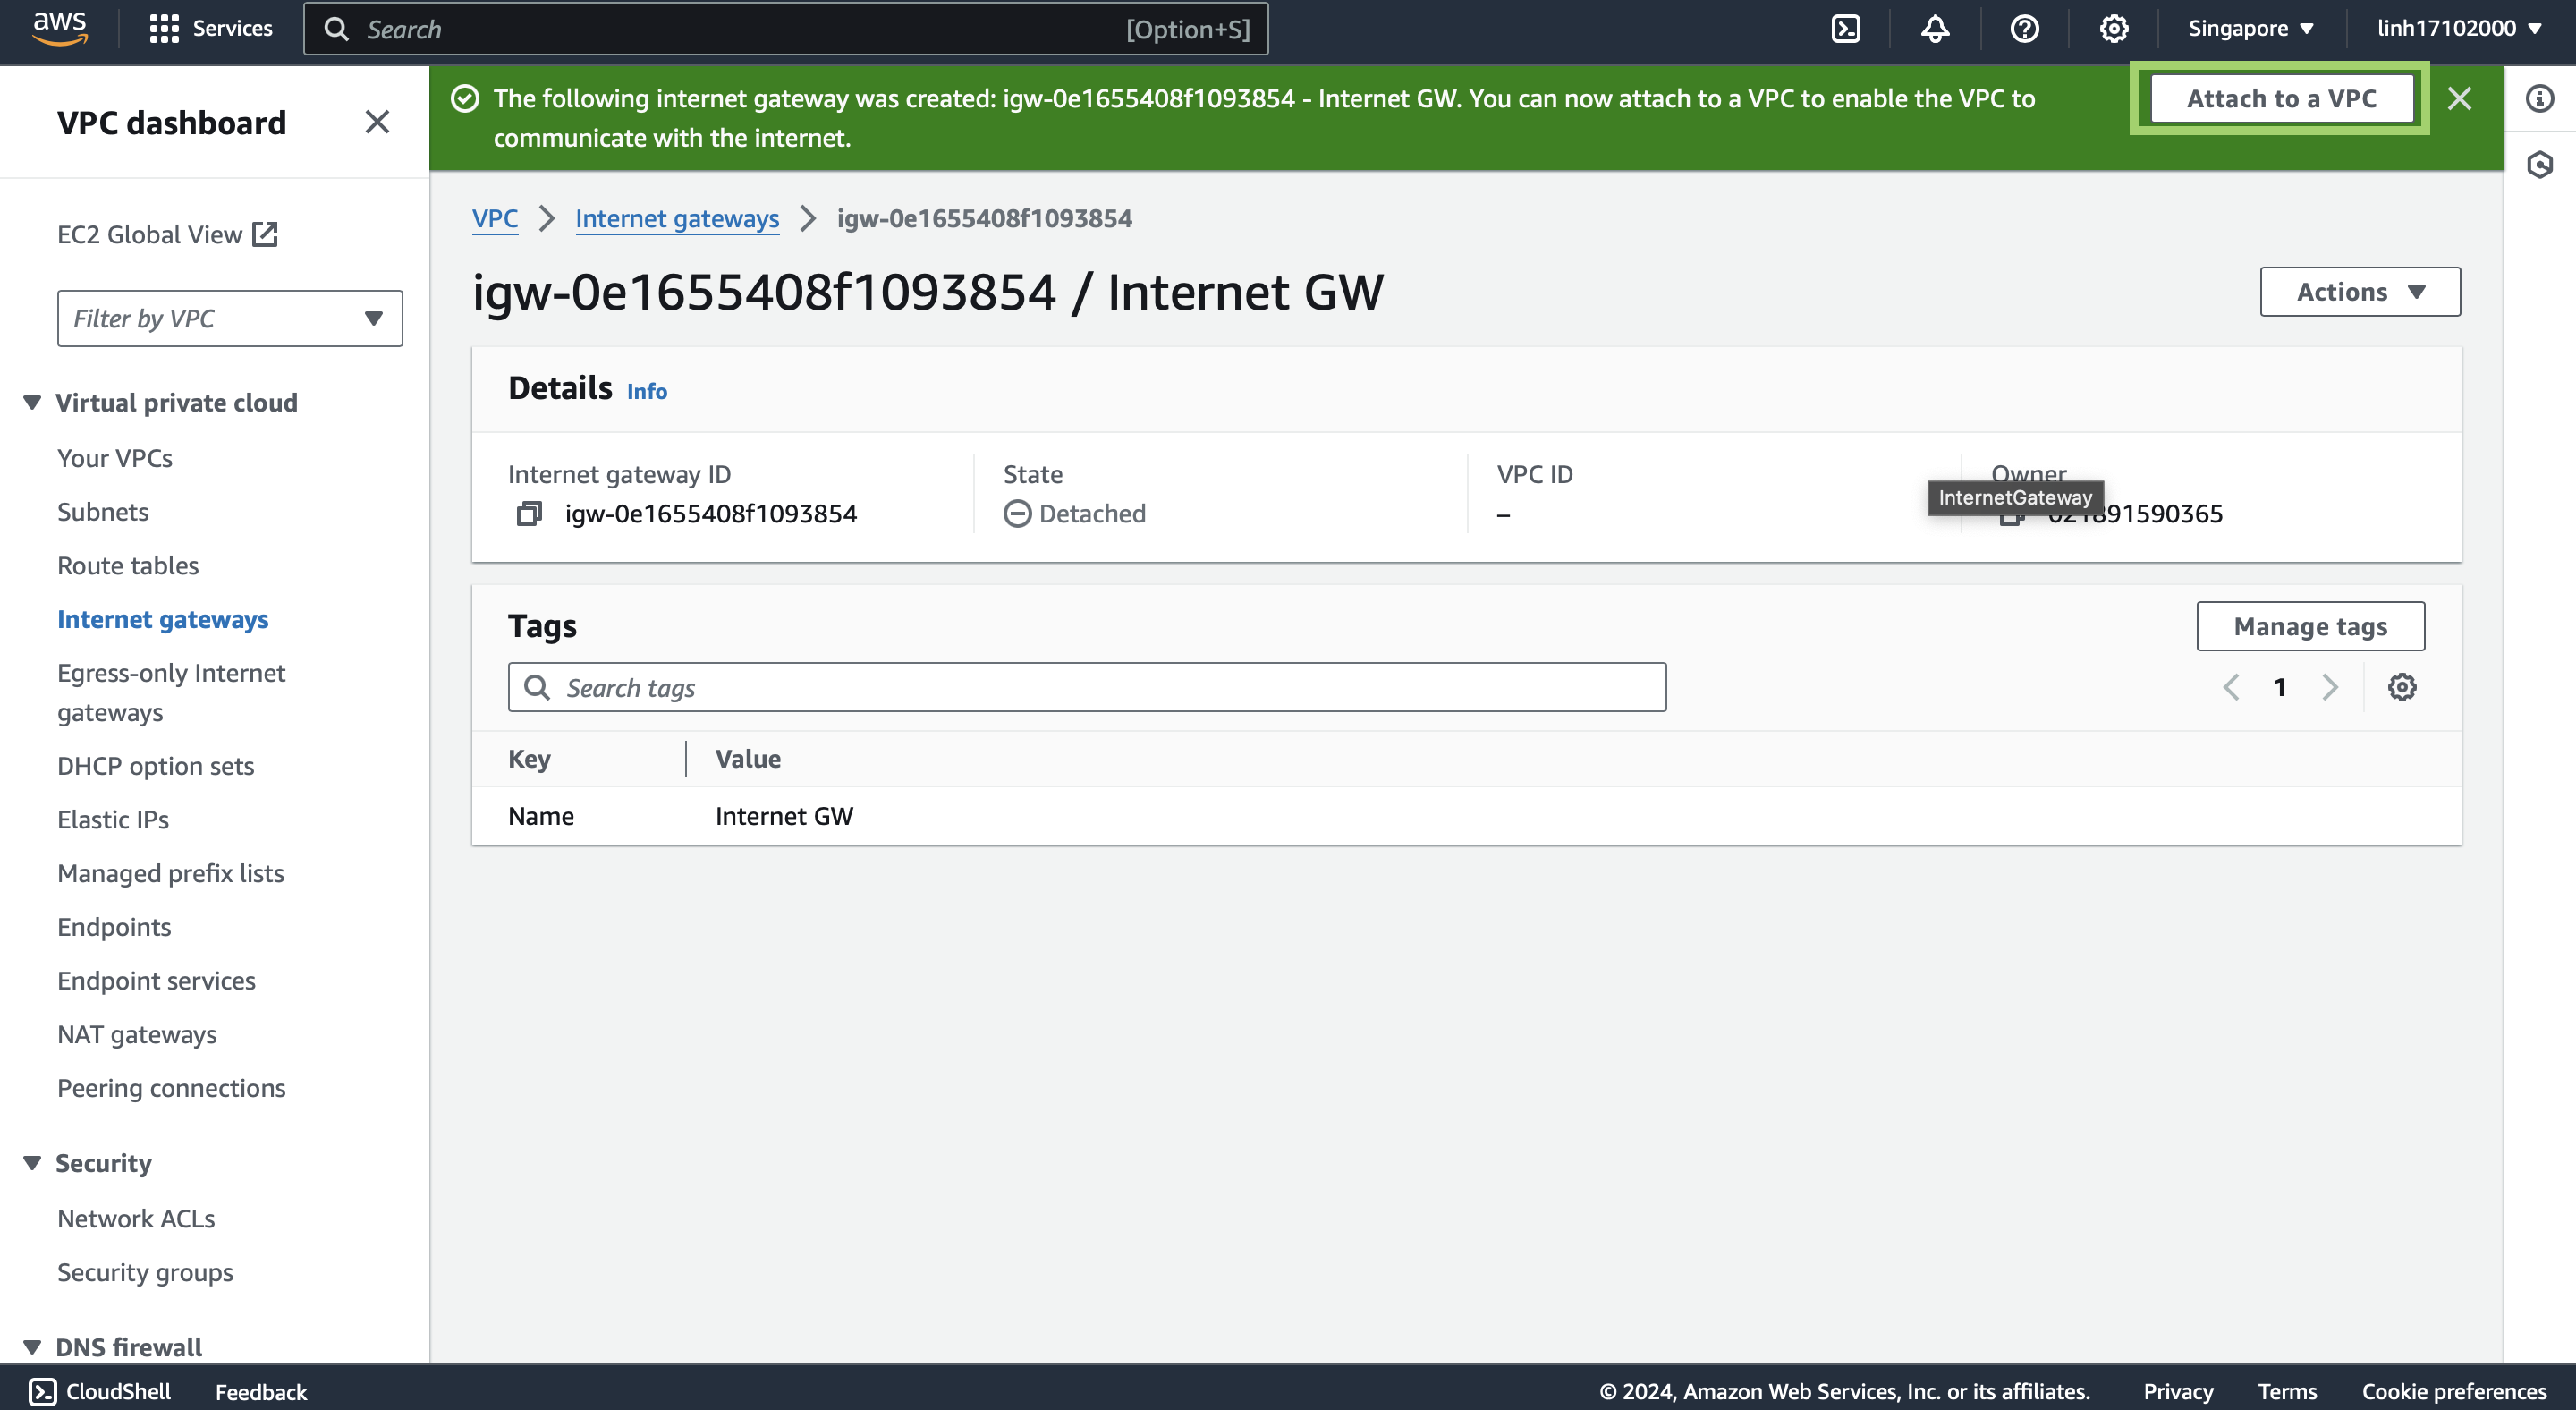 aws
Services
Search
[Option+S]
Singapore
linh17102000
VPC dashboard
EC2 Global View
Filter by VPC
Virtual private cloud
Your VPCs
Subnets
Route tables
Internet gateways
Egress-only Internet
gateways
DHCP option sets
Elastic IPs
Managed prefix lists
Endpoints
Endpoint services
NAT gateways
Peering connections
Security
Network ACLs
Security groups
DNS firewall
The following internet gateway was created: igw-0e1655408f1093854 - Internet GW. You can now attach to a VPC to enable the VPC to
communicate with the internet.
Attach to a VPC
VPC
Internet gateways
igw-0e1655408f1093854
igw-0e1655408f1093854 / Internet GW
Actions
Details Info
Internet gateway ID
igw-0e1655408f1093854
State
Detached
VPC ID
–
Owner
InternetGateway
021891590365
Tags
Manage tags
Search tags
1
Key
Value
Name
Internet GW
CloudShell
Feedback
© 2024, Amazon Web Services, Inc. or its affiliates.
Privacy
Terms
Cookie preferences